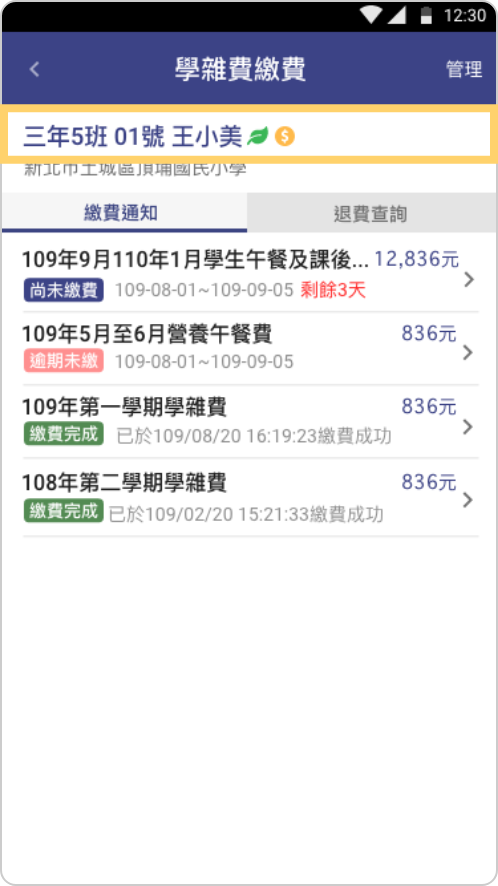 12:30
學雜費繳費
管理
三年5班 01號 王小美
新北市土城區頂埔國民小學
繳費通知
退費查詢
109年9月110年1月學生午餐及課後... 12,836元
尚未繳費 109-08-01~109-09-05 剩餘3天
109年5月至6月營養午餐費 836元
逾期未繳 109-08-01~109-09-05
109年第一學期學雜費 836元
繳費完成 已於109/08/20 16:19:23繳費成功
108年第二學期學雜費 836元
繳費完成 已於109/02/20 15:21:33繳費成功